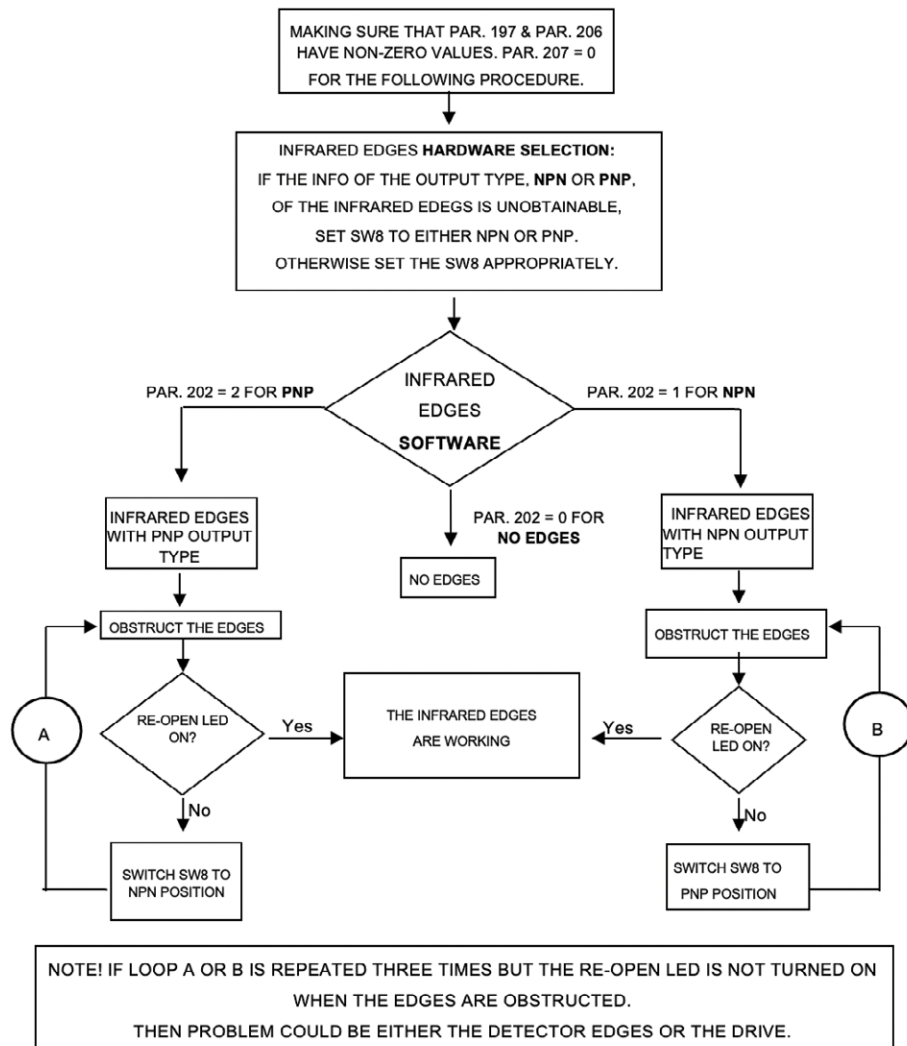 MAKING SURE THAT PAR. 197 & PAR. 206
HAVE NON-ZERO VALUES. PAR. 207 = 0
FOR THE FOLLOWING PROCEDURE.
INFRARED EDGES HARDWARE SELECTION:
IF THE INFO OF THE OUTPUT TYPE, NPN OR PNP,
OF THE INFRARED EDEGS IS UNOBTAINABLE,
SET SW8 TO EITHER NPN OR PNP.
OTHERWISE SET THE SW8 APPROPRIATELY.
INFRARED
EDGES
SOFTWARE
PAR. 202 = 2 FOR PNP
PAR. 202 = 1 FOR NPN
PAR. 202 = 0 FOR
NO EDGES
NO EDGES
INFRARED EDGES
WITH PNP OUTPUT
TYPE
OBSTRUCT THE EDGES
RE-OPEN LED
ON?
Yes
No
SWITCH SW8 TO
NPN POSITION
A
THE INFRARED EDGES
ARE WORKING
INFRARED EDGES
WITH NPN OUTPUT
TYPE
OBSTRUCT THE EDGES
RE-OPEN
LED ON?
Yes
No
SWITCH SW8 TO
PNP POSITION
B
NOTE! IF LOOP A OR B IS REPEATED THREE TIMES BUT THE RE-OPEN LED IS NOT TURNED ON
WHEN THE EDGES ARE OBSTRUCTED.
THEN PROBLEM COULD BE EITHER THE DETECTOR EDGES OR THE DRIVE.